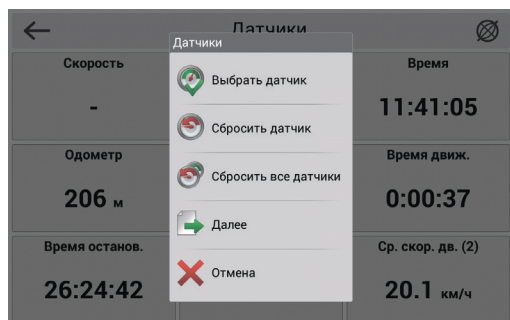 Датчики
Датчики
Скорость
-
Время
11:41:05
Одометр
206 м
Время движ.
0:00:37
Время останов.
26:24:42
Ср. скор. дв. (2)
20.1 км/ч
Выбрать датчик
Сбросить датчик
Сбросить все датчики
Далее
Отмена